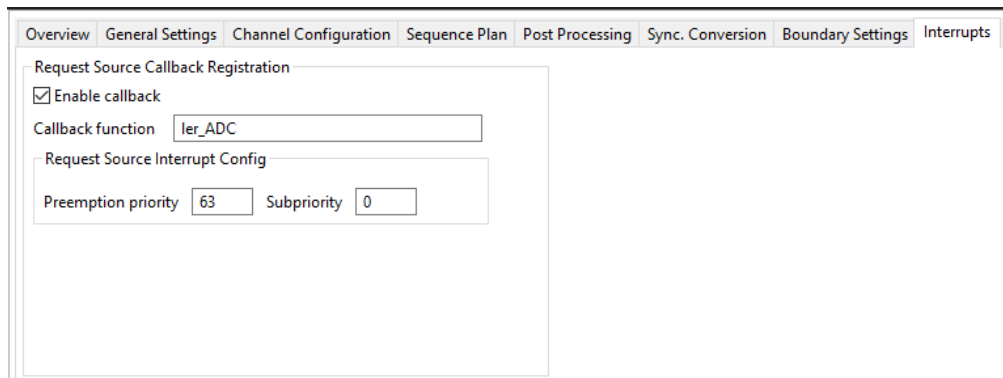 Overview General Settings Channel Configuration Sequence Plan Post Processing Sync. Conversion Boundary Settings Interrupts
Request Source Callback Registration
Enable callback
Callback function ler_ADC
Request Source Interrupt Config
Preemption priority 63 Subpriority 0